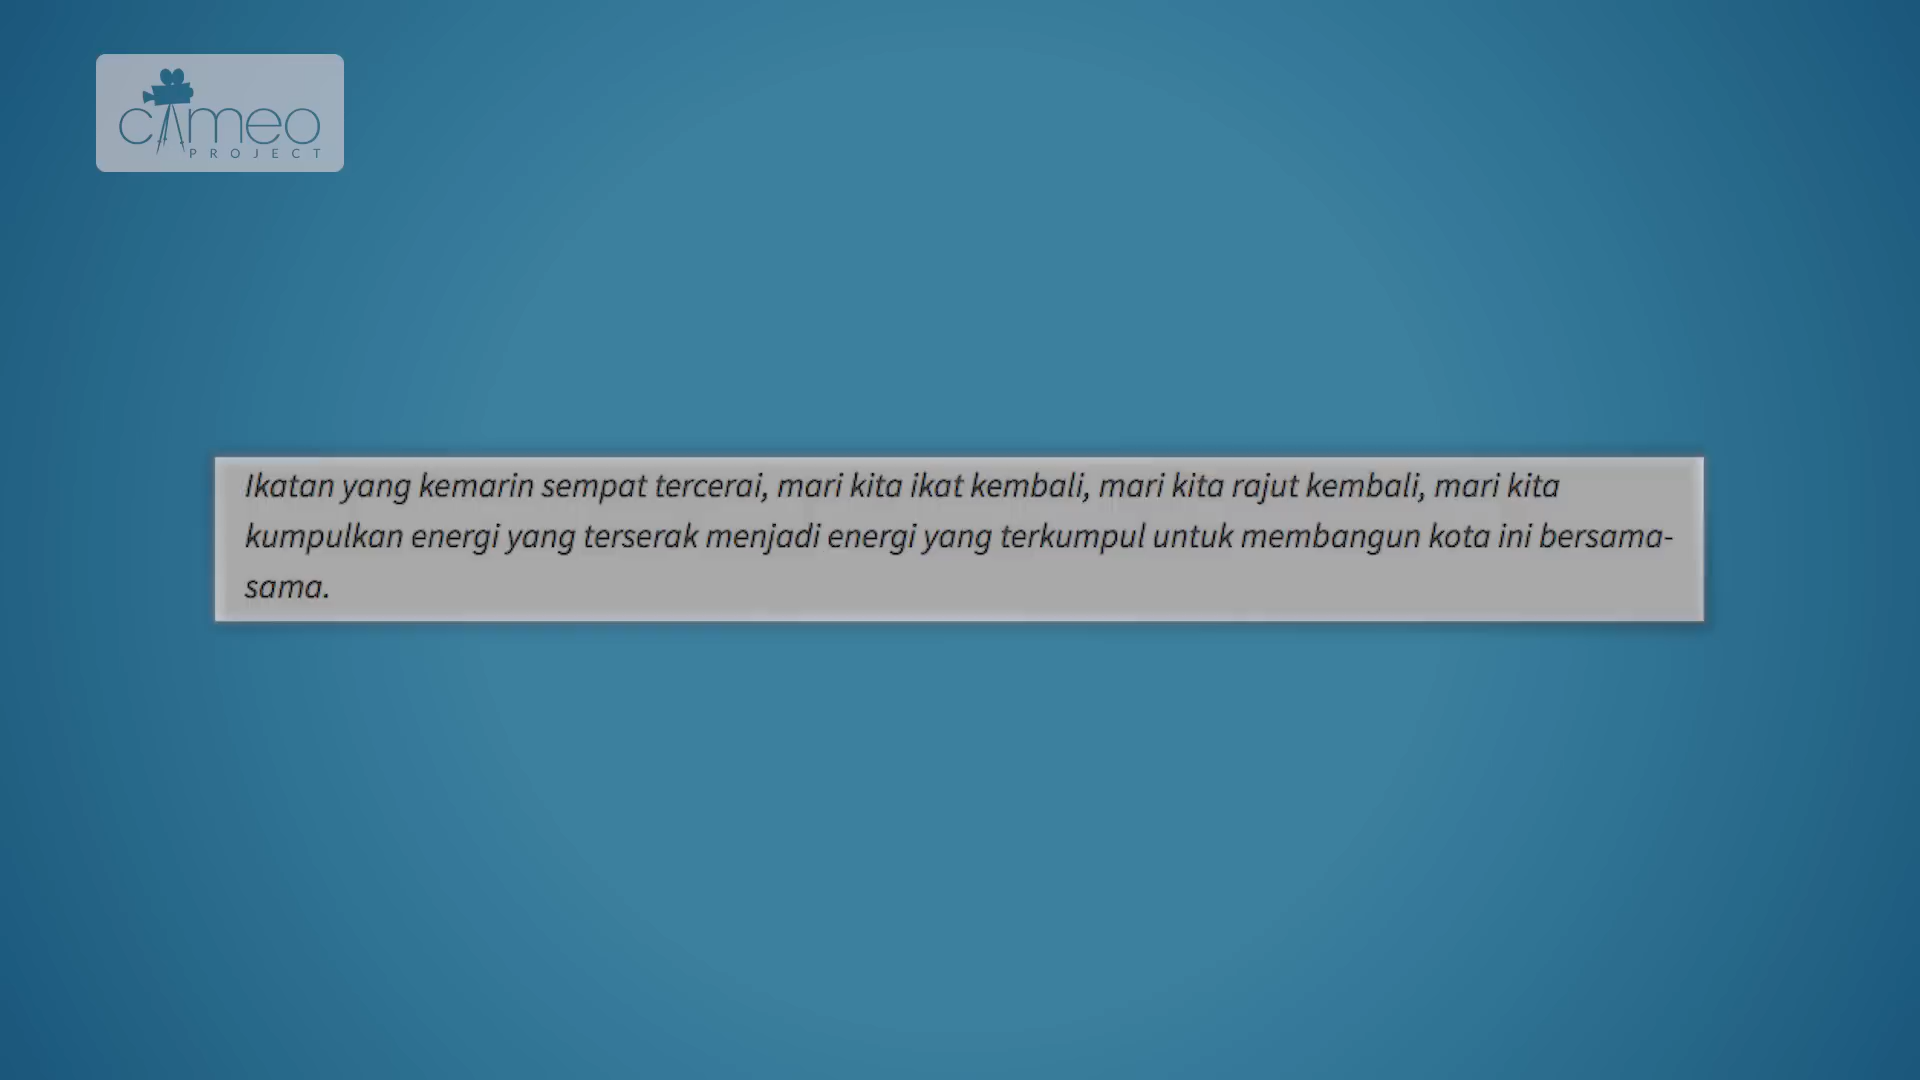 cameo
PROJECT
Ikatan yang kemarin sempat tercerai, mari kita ikat kembali, mari kita rajut kembali, mari kita
kumpulkan energi yang terserak menjadi energi yang terkumpul untuk membangun kota ini bersama-
sama.